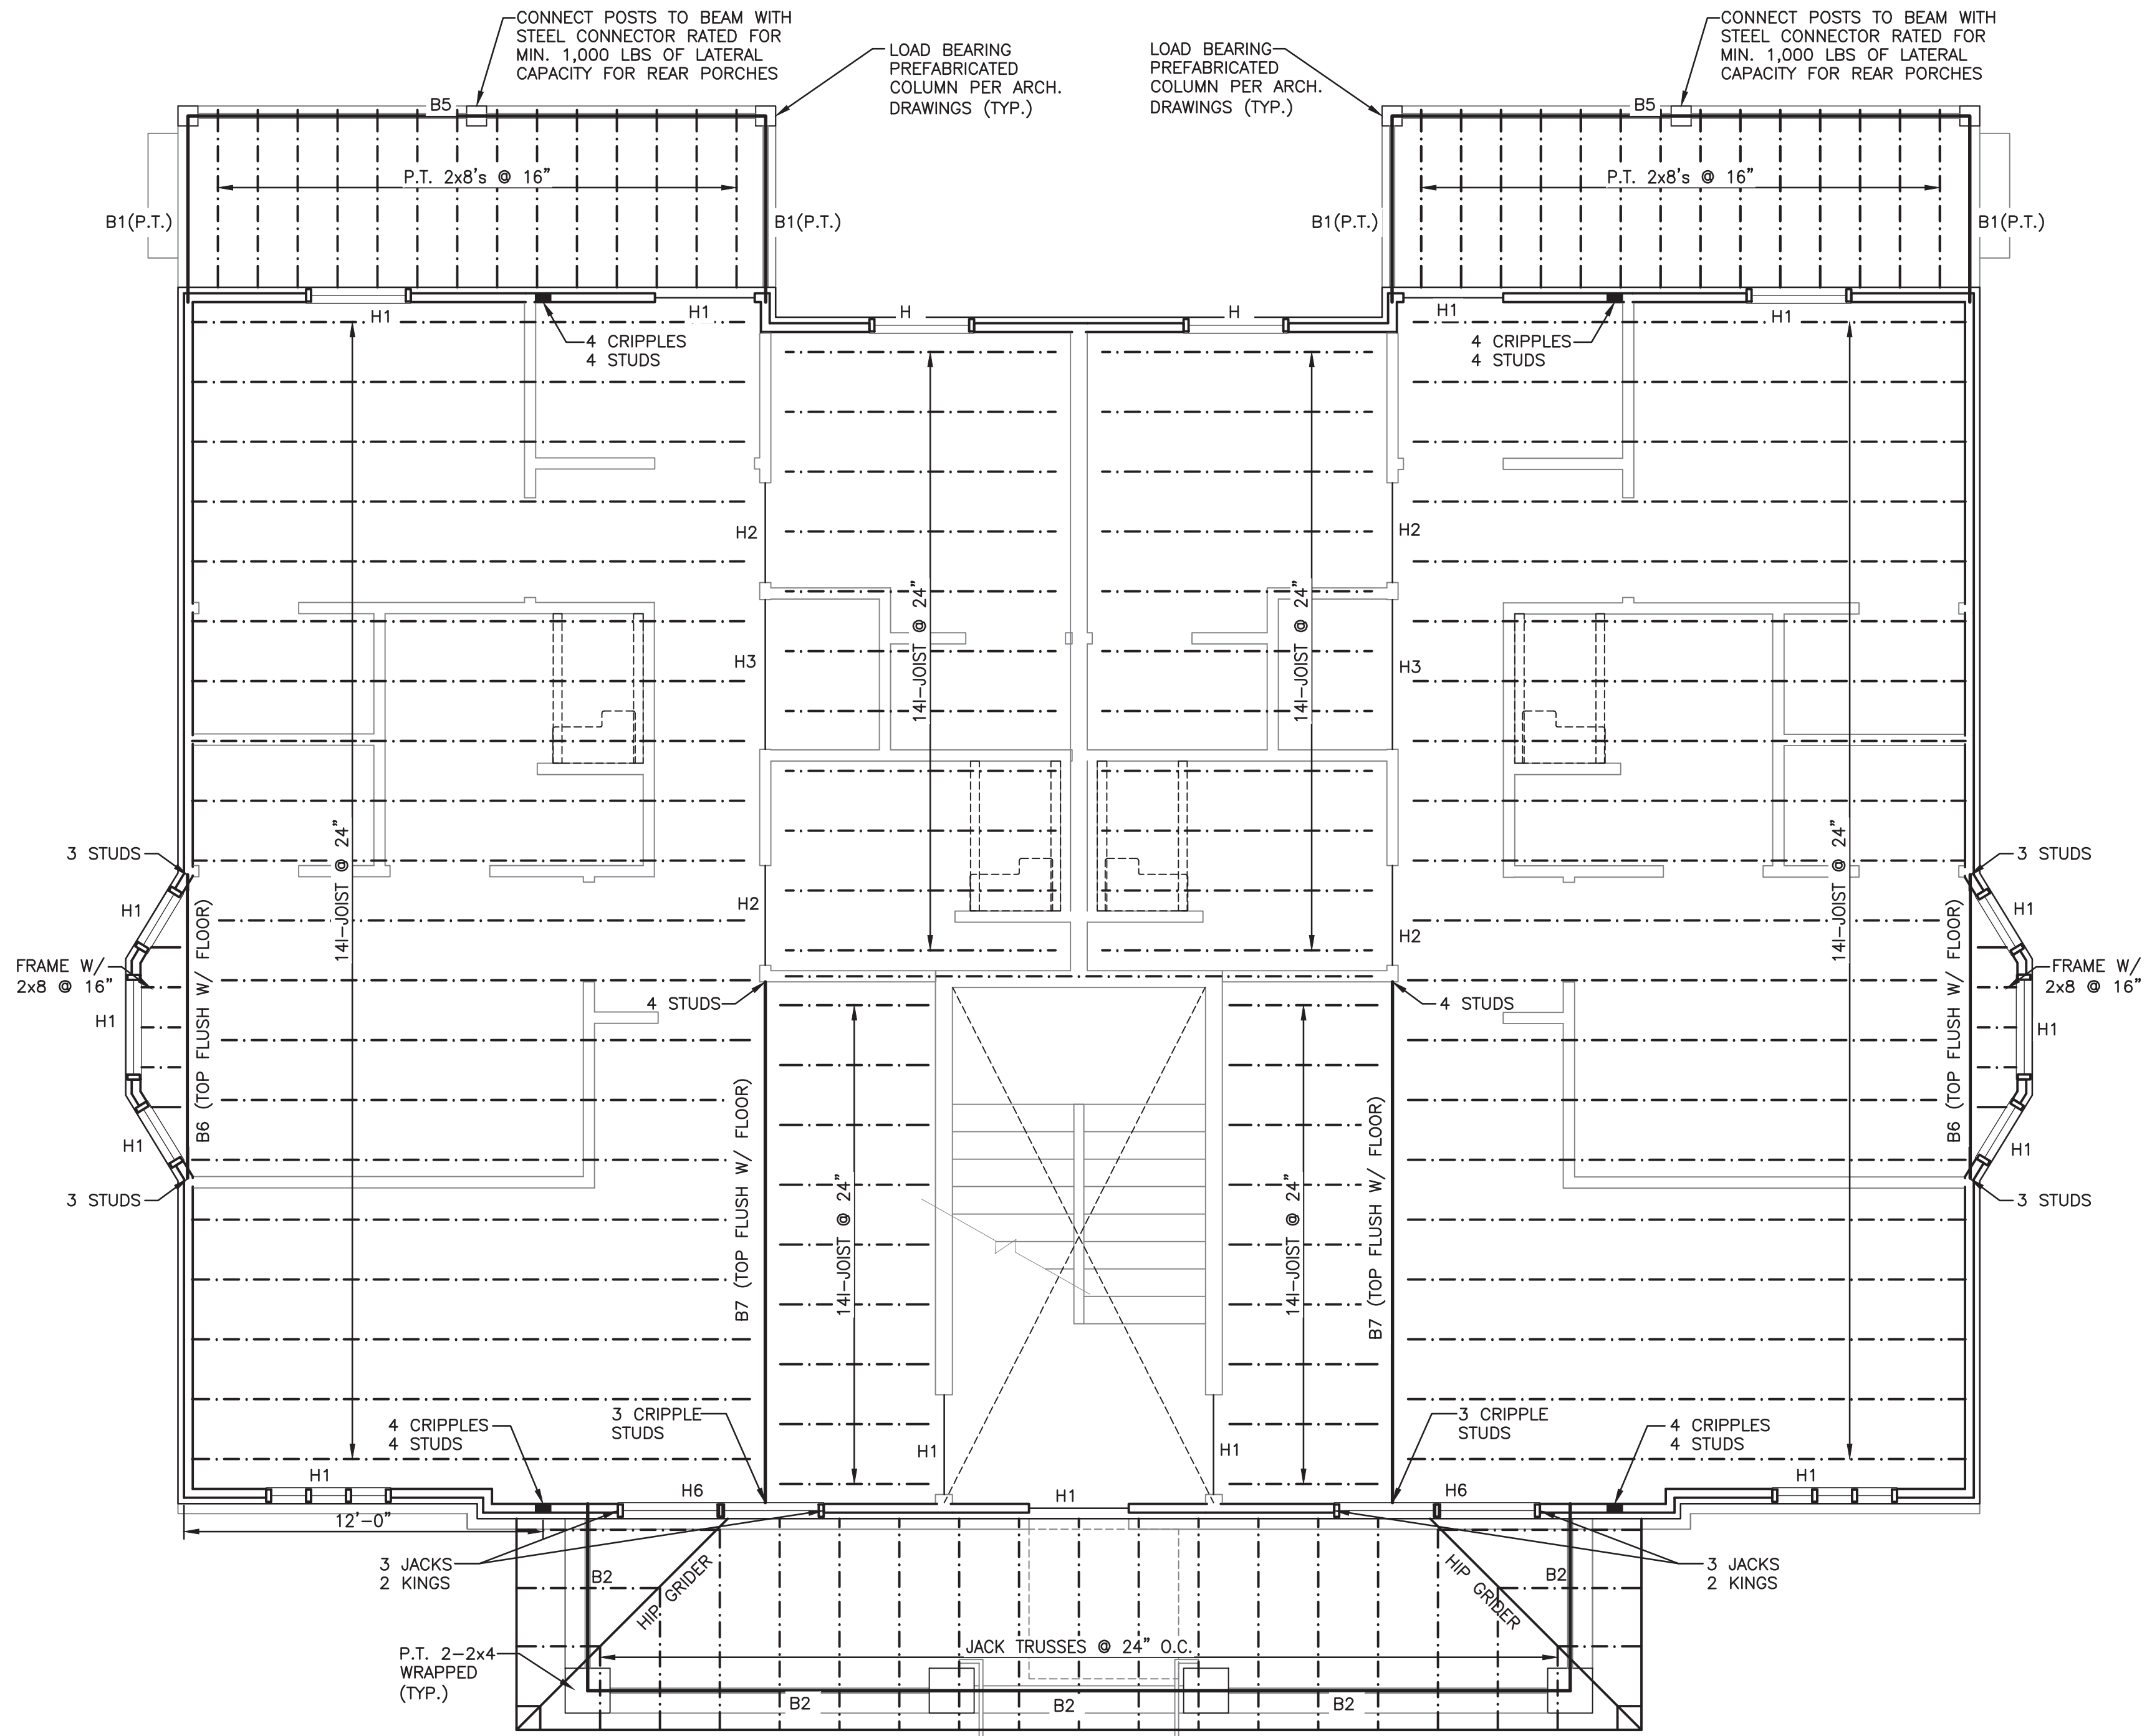 CONNECT POSTS TO BEAM WITH
STEEL CONNECTOR RATED FOR
MIN. 1,000 LBS OF LATERAL
CAPACITY FOR REAR PORCHES
LOAD BEARING
PREFABRICATED
COLUMN PER ARCH.
DRAWINGS (TYP.)
LOAD BEARING
PREFABRICATED
COLUMN PER ARCH.
DRAWINGS (TYP.)
CONNECT POSTS TO BEAM WITH
STEEL CONNECTOR RATED FOR
MIN. 1,000 LBS OF LATERAL
CAPACITY FOR REAR PORCHES
B5
B5
P.T. 2x8's @ 16"
P.T. 2x8's @ 16"
B1(P.T.)
B1(P.T.)
B1(P.T.)
B1(P.T.)
H1
H1
H
H
H1
H1
4 CRIPPLES
4 STUDS
4 CRIPPLES
4 STUDS
H2
H2
14I-JOIST @ 24"
14I-JOIST @ 24"
H3
H3
14I-JOIST @ 24"
14I-JOIST @ 24"
3 STUDS
3 STUDS
H1
H2
H2
H1
B6 (TOP FLUSH W/ FLOOR)
B6 (TOP FLUSH W/ FLOOR)
FRAME W/
2x8 @ 16"
FRAME W/
2x8 @ 16"
4 STUDS
4 STUDS
H1
H1
H1
H1
3 STUDS
3 STUDS
B7 (TOP FLUSH W/ FLOOR)
14I-JOIST @ 24"
14I-JOIST @ 24"
B7 (TOP FLUSH W/ FLOOR)
4 CRIPPLES
4 STUDS
3 CRIPPLE
STUDS
H1
H1
3 CRIPPLE
STUDS
4 CRIPPLES
4 STUDS
H1
H6
H1
H6
H1
12'-0"
3 JACKS
2 KINGS
B2
HIP GRIDER
HIP GRIDER
B2
3 JACKS
2 KINGS
P.T. 2-2x4
WRAPPED
(TYP.)
JACK TRUSSES @ 24" O.C.
B2
B2
B2